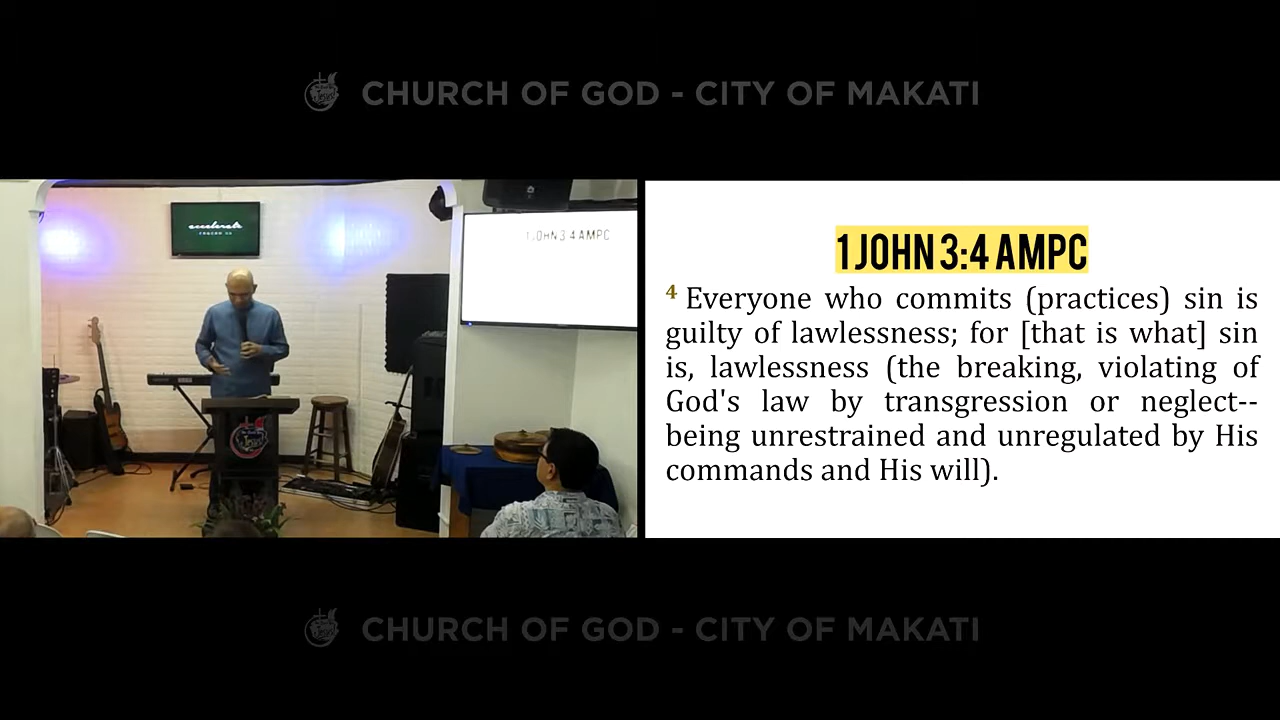 CHURCH OF GOD - CITY OF MAKATI
accelerate
1 JOHN 3:4 AMPC
1 JOHN 3:4 AMPC
4 Everyone who commits (practices) sin is
guilty of lawlessness; for [that is what] sin
is, lawlessness (the breaking, violating of
God's law by transgression or neglect--
being unrestrained and unregulated by His
commands and His will).
CHURCH OF GOD - CITY OF MAKATI